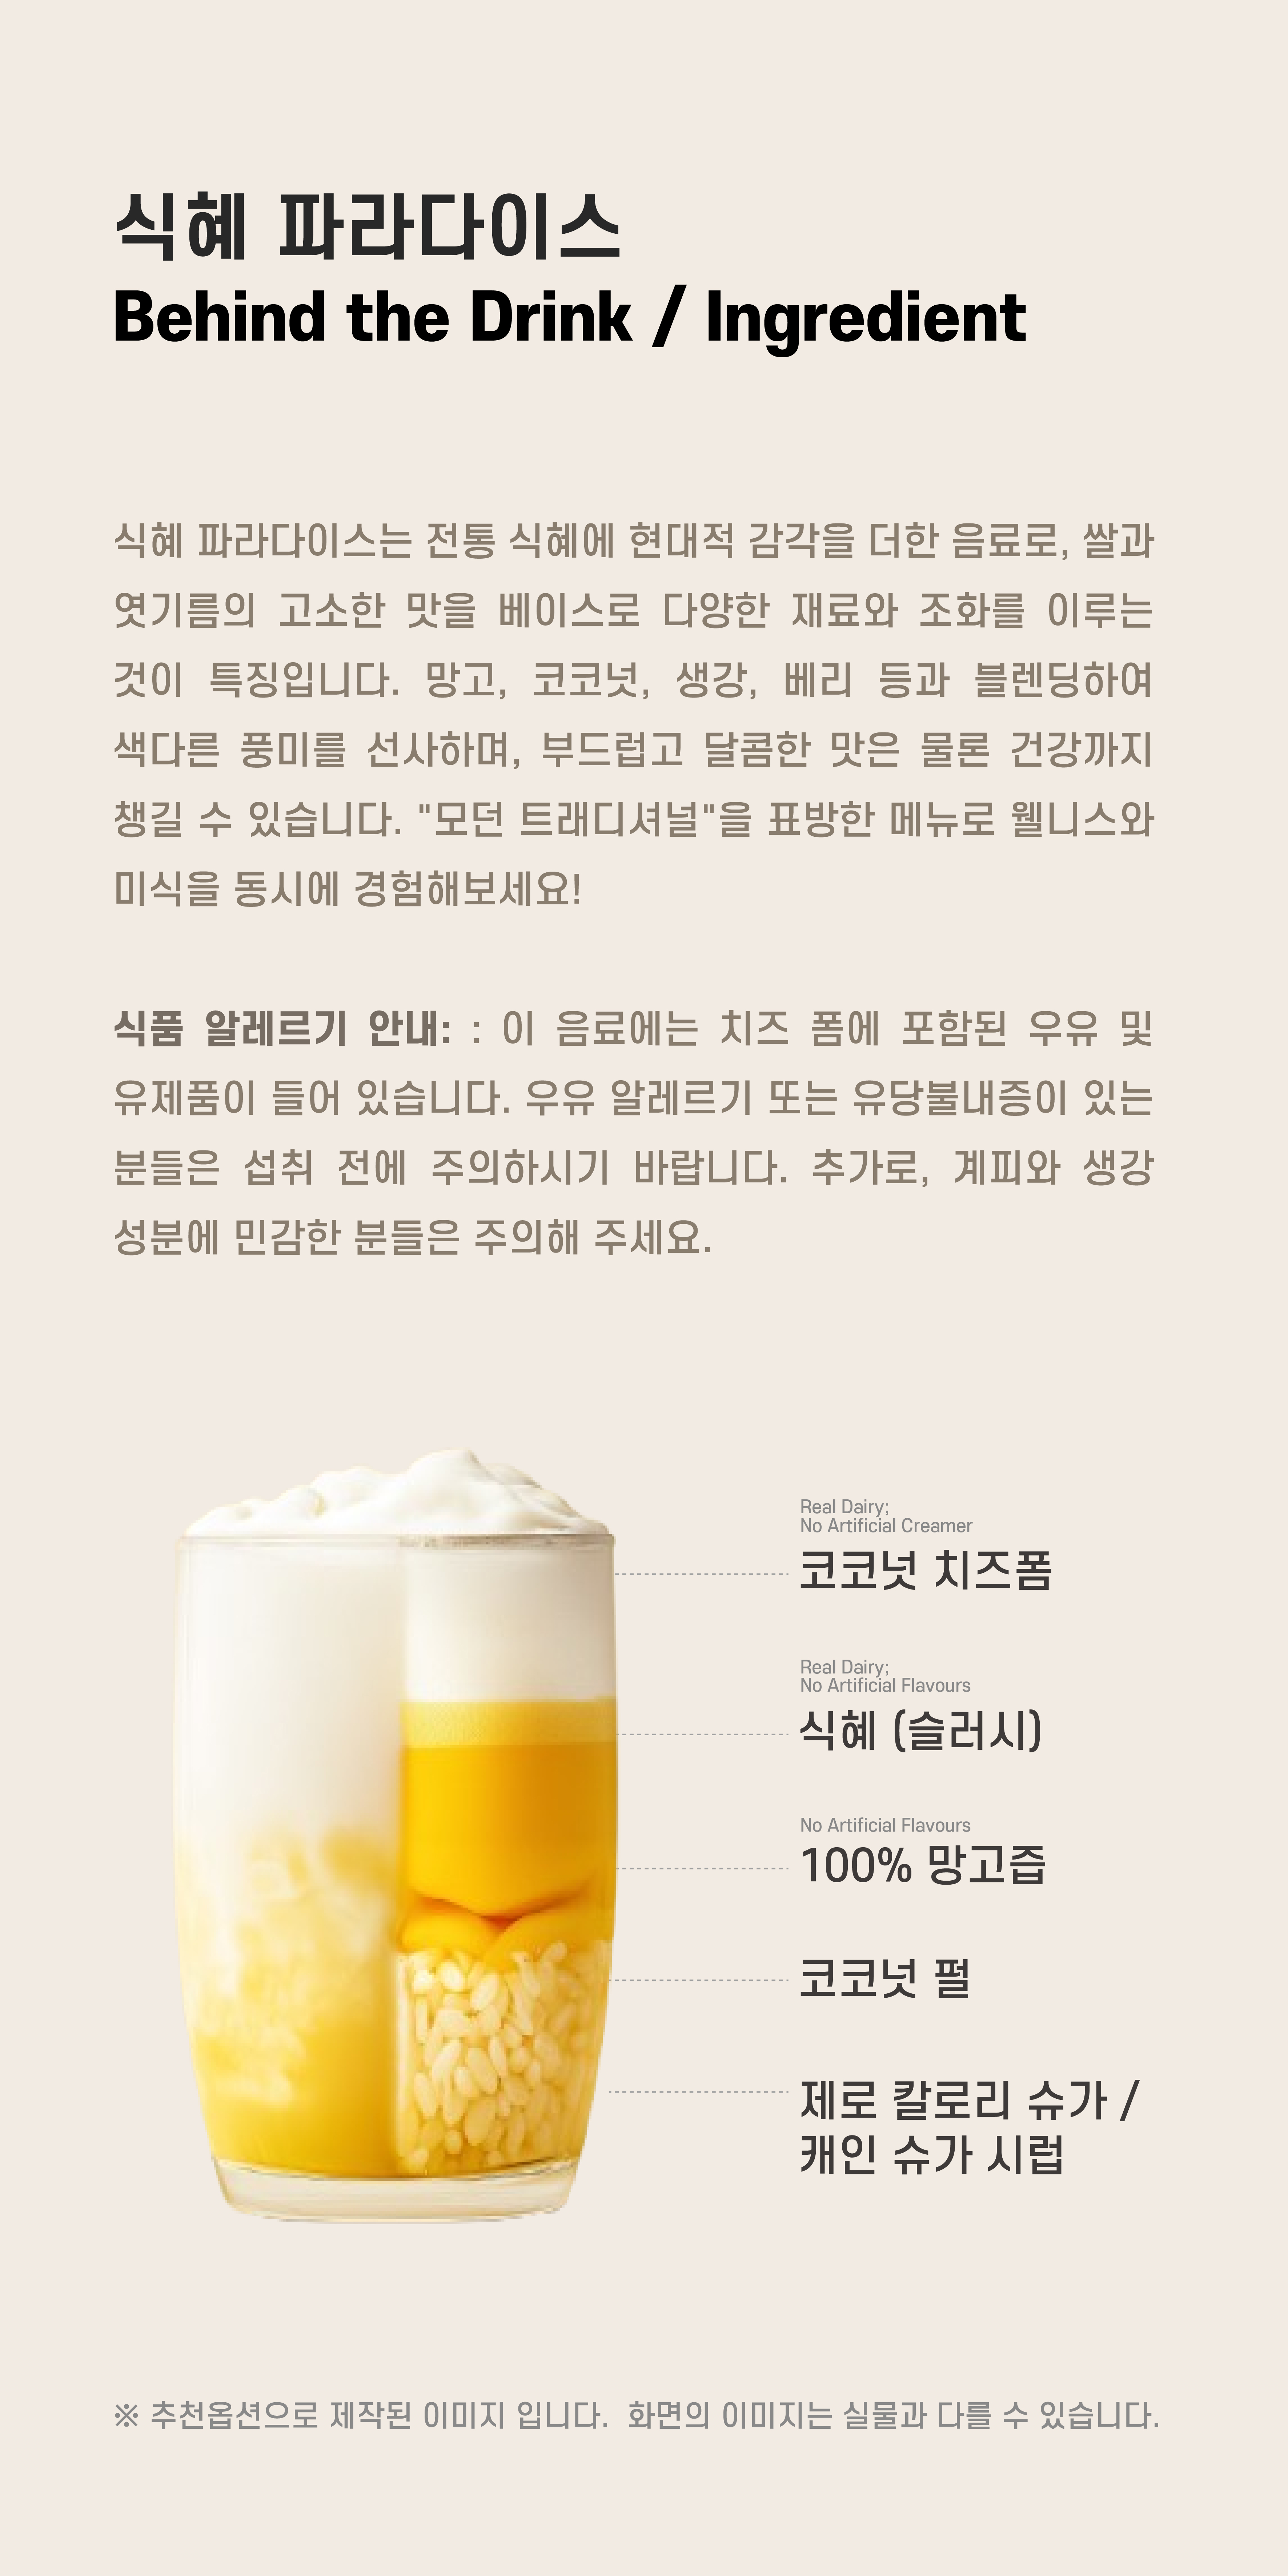 식혜 파라다이스
Behind the Drink / Ingredient
식혜 파라다이스는 전통 식혜에 현대적 감각을 더한 음료로, 쌀과
엿기름의 고소한 맛을 베이스로 다양한 재료와 조화를 이루는
것이 특징입니다. 망고, 코코넛, 생강, 베리 등과 블렌딩하여
색다른 풍미를 선사하며, 부드럽고 달콤한 맛은 물론 건강까지
챙길 수 있습니다. "모던 트래디셔널"을 표방한 메뉴로 웰니스와
미식을 동시에 경험해보세요!
식품 알레르기 안내: : 이 음료에는 치즈 폼에 포함된 우유 및
유제품이 들어 있습니다. 우유 알레르기 또는 유당불내증이 있는
분들은 섭취 전에 주의하시기 바랍니다. 추가로, 계피와 생강
성분에 민감한 분들은 주의해 주세요.
Real Dairy;
No Artificial Creamer
코코넛 치즈폼
Real Dairy;
No Artificial Flavours
식혜 (슬러시)
No Artificial Flavours
100% 망고즙
코코넛 펄
제로 칼로리 슈가 /
캐인 슈가 시럽
※ 추천옵션으로 제작된 이미지 입니다. 화면의 이미지는 실물과 다를 수 있습니다.